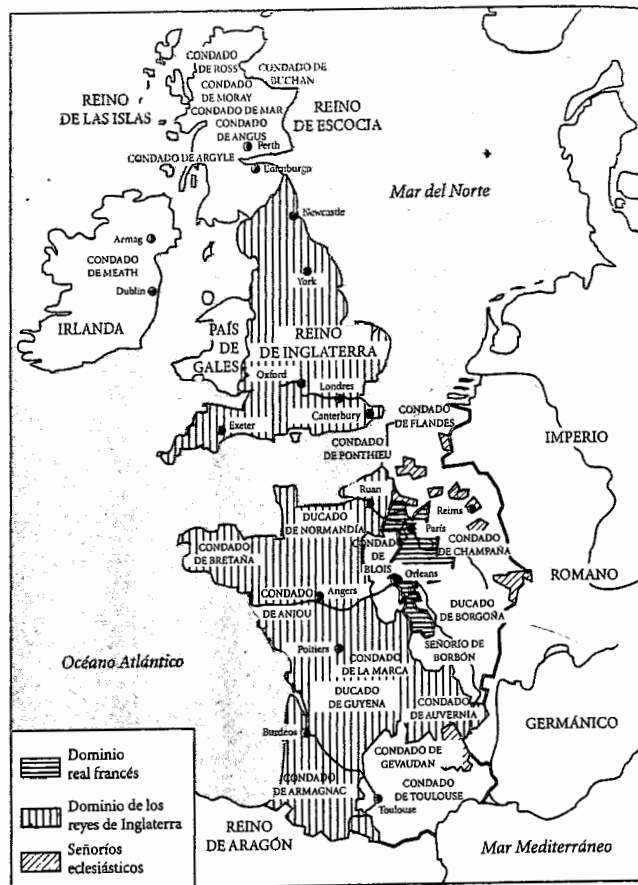 CONDADO
DE ROSS
CONDADO DE
BUCHAN
CONDADO
DE MORAY
REINO
DE LAS ISLAS
CONDADO DE MAR
REINO
DE ESCOCIA
CONDADO
DE ANGUS
Perth
CONDADO DE ARGYLE
Mar del Norte
Newcastle
Armag
CONDADO
DE MEATH
York
Dublín
IRLANDA
PAÍS
DE
GALES
REINO
DE INGLATERRA
Oxford
Londres
Canterbury
Exeter
CONDADO
DE FLANDES
CONDADO
DE PONTHIEU
IMPERIO
Ruan
Reims
DUCADO
DE NORMANDÍA
París
CONDADO
DE BRETAÑA
CONDADO
DE
BLOIS
CONDADO
DE CHAMPAÑA
Orleans
ROMANO
CONDADO
DE ANJOU
Angers
DUCADO
DE BORGOÑA
Océano Atlántico
Poitiers
SEÑORÍO DE
BORBÓN
CONDADO
DE LA MARCA
DUCADO
DE GUYENA
CONDADO
DE AUVERNIA
GERMÁNICO
Burdeos
CONDADO DE
GEVAUDAN
CONDADO
DE ARMAGNAC
CONDADO
DE TOULOUSE
Toulouse
REINO
DE ARAGÓN
Mar Mediterráneo
Dominio
real francés
Dominio de los
reyes de Inglaterra
Señoríos
eclesiásticos